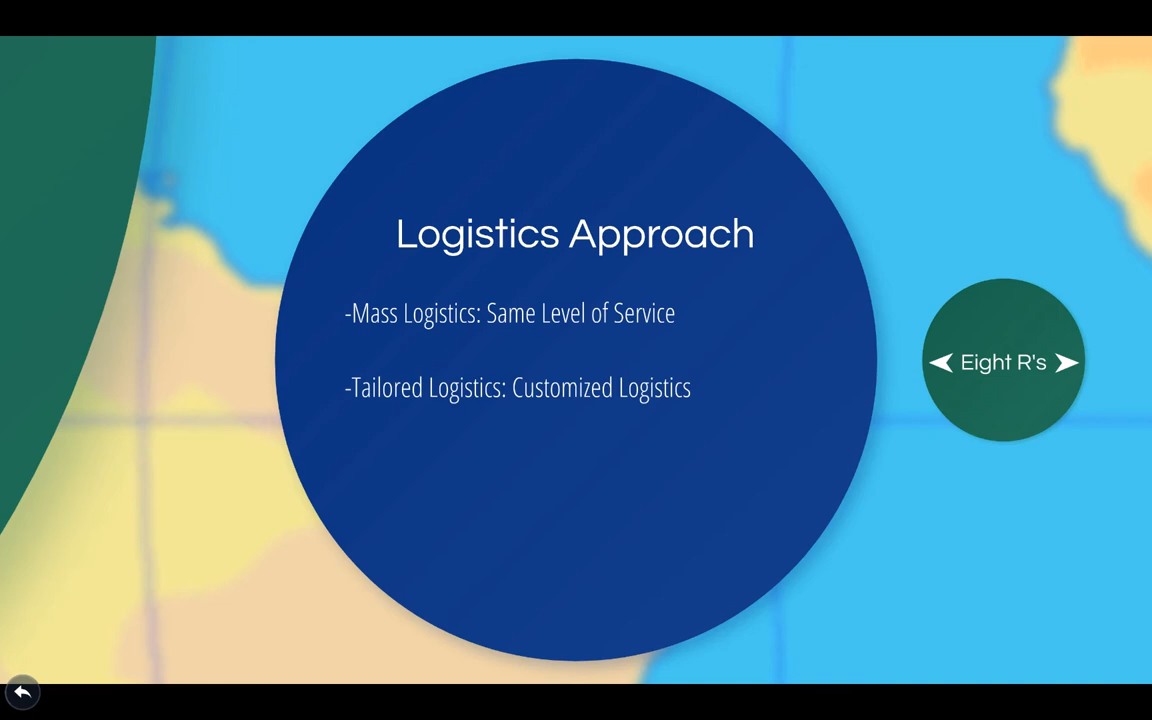 Logistics Approach
-Mass Logistics: Same Level of Service
-Tailored Logistics: Customized Logistics
Eight R's